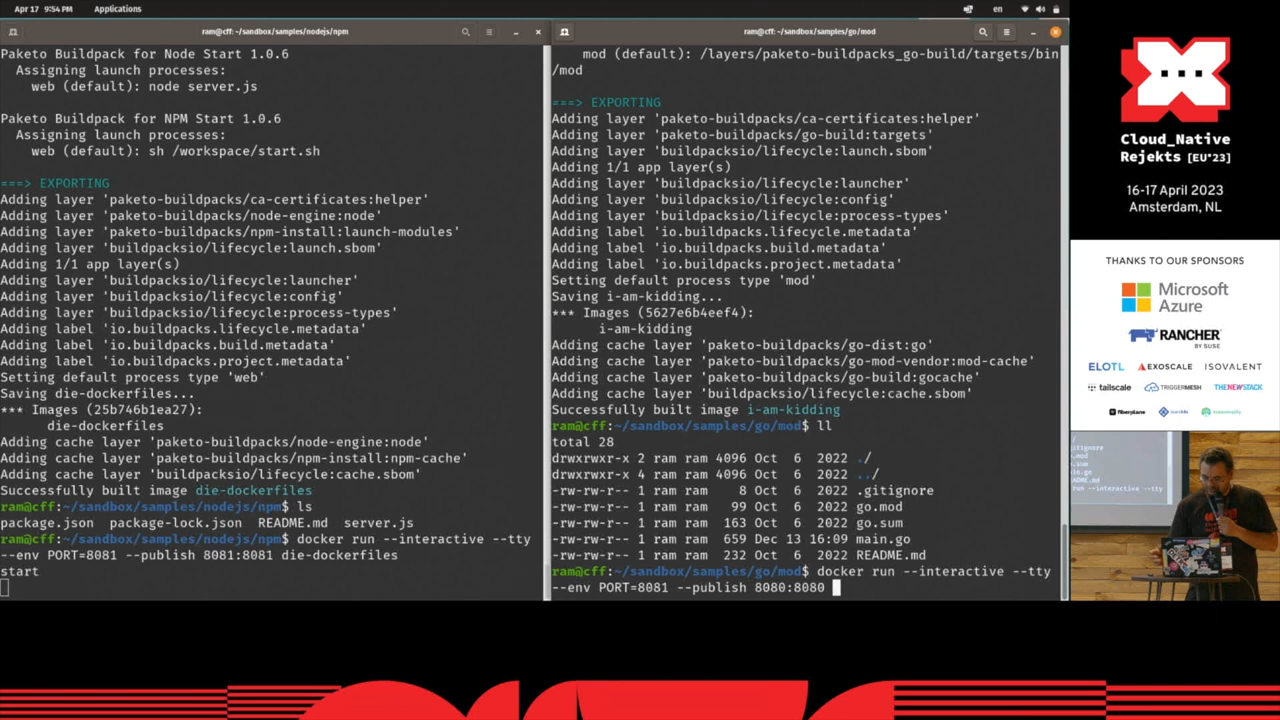 Apr 17 9:54 PM Applications en
ram@cff: ~/sandbox/samples/nodejs/npm
Paketo Buildpack for Node Start 1.0.6
Assigning launch processes:
web (default): node server.js
Paketo Buildpack for NPM Start 1.0.6
Assigning launch processes:
web (default): sh /workspace/start.sh
===> EXPORTING
Adding layer 'paketo-buildpacks/ca-certificates:helper'
Adding layer 'paketo-buildpacks/node-engine:node'
Adding layer 'paketo-buildpacks/npm-install:launch-modules'
Adding layer 'buildpacksio/lifecycle:launch.sbom'
Adding 1/1 app layer(s)
Adding layer 'buildpacksio/lifecycle:launcher'
Adding layer 'buildpacksio/lifecycle:config'
Adding layer 'buildpacksio/lifecycle:process-types'
Adding label 'io.buildpacks.lifecycle.metadata'
Adding label 'io.buildpacks.build.metadata'
Adding label 'io.buildpacks.project.metadata'
Setting default process type 'web'
Saving die-dockerfiles...
*** Images (25b746b1ea27):
die-dockerfiles
Adding cache layer 'paketo-buildpacks/node-engine:node'
Adding cache layer 'paketo-buildpacks/npm-install:npm-cache'
Adding cache layer 'buildpacksio/lifecycle:cache.sbom'
Successfully built image die-dockerfiles
ram@cff:~/sandbox/samples/nodejs/npm$ ls
package.json package-lock.json README.md server.js
ram@cff:~/sandbox/samples/nodejs/npm$ docker run --interactive --tty
--env PORT=8081 --publish 8081:8081 die-dockerfiles
start
ram@cff: ~/sandbox/samples/go/mod
mod (default): /layers/paketo-buildpacks_go-build/targets/bin
/mod
===> EXPORTING
Adding layer 'paketo-buildpacks/ca-certificates:helper'
Adding layer 'paketo-buildpacks/go-build:targets'
Adding layer 'buildpacksio/lifecycle:launch.sbom'
Adding 1/1 app layer(s)
Adding layer 'buildpacksio/lifecycle:launcher'
Adding layer 'buildpacksio/lifecycle:config'
Adding layer 'buildpacksio/lifecycle:process-types'
Adding label 'io.buildpacks.lifecycle.metadata'
Adding label 'io.buildpacks.build.metadata'
Adding label 'io.buildpacks.project.metadata'
Setting default process type 'mod'
Saving i-am-kidding...
*** Images (5627e6b4eef4):
i-am-kidding
Adding cache layer 'paketo-buildpacks/go-dist:go'
Adding cache layer 'paketo-buildpacks/go-mod-vendor:mod-cache'
Adding cache layer 'paketo-buildpacks/go-build:gocache'
Adding cache layer 'buildpacksio/lifecycle:cache.sbom'
Successfully built image i-am-kidding
ram@cff:~/sandbox/samples/go/mod$ ll
total 28
drwxrwxr-x 2 ram ram 4096 Oct 6 2022 ./
drwxrwxr-x 4 ram ram 4096 Oct 6 2022 ../
-rw-rw-r-- 1 ram ram 8 Oct 6 2022 .gitignore
-rw-rw-r-- 1 ram ram 99 Oct 6 2022 go.mod
-rw-rw-r-- 1 ram ram 163 Oct 6 2022 go.sum
-rw-rw-r-- 1 ram ram 659 Dec 13 16:09 main.go
-rw-rw-r-- 1 ram ram 232 Oct 6 2022 README.md
ram@cff:~/sandbox/samples/go/mod$ docker run --interactive --tty
--env PORT=8081 --publish 8080:8080
Cloud_Native
Rejekts [EU*23]
16-17 April 2023
Amsterdam, NL
THANKS TO OUR SPONSORS
Microsoft
Azure
RANCHER
BY SUSE
ELOTL EXOSCALE ISOVALENT
tailscale TRIGGERMESH THENEWSTACK
fiberplane